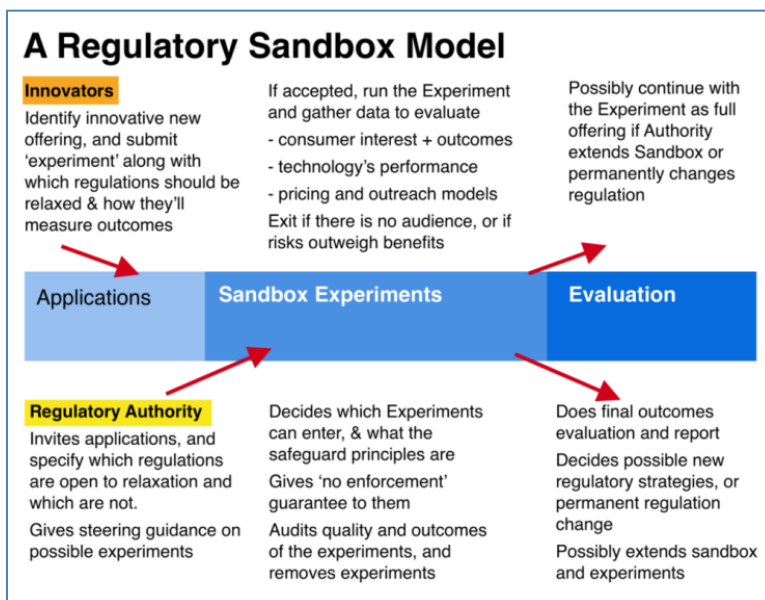 A Regulatory Sandbox Model
Innovators
Identify innovative new
offering, and submit
‘experiment’ along with
which regulations should be
relaxed & how they’ll
measure outcomes
If accepted, run the Experiment
and gather data to evaluate
- consumer interest + outcomes
- technology’s performance
- pricing and outreach models
Exit if there is no audience, or if
risks outweigh benefits
Possibly continue with
the Experiment as full
offering if Authority
extends Sandbox or
permanently changes
regulation
Applications
Sandbox Experiments
Evaluation
Regulatory Authority
Invites applications, and
specify which regulations
are open to relaxation and
which are not.
Gives steering guidance on
possible experiments
Decides which Experiments
can enter, & what the
safeguard principles are
Gives ‘no enforcement’
guarantee to them
Audits quality and outcomes
of the experiments, and
removes experiments
Does final outcomes
evaluation and report
Decides possible new
regulatory strategies, or
permanent regulation
change
Possibly extends sandbox
and experiments